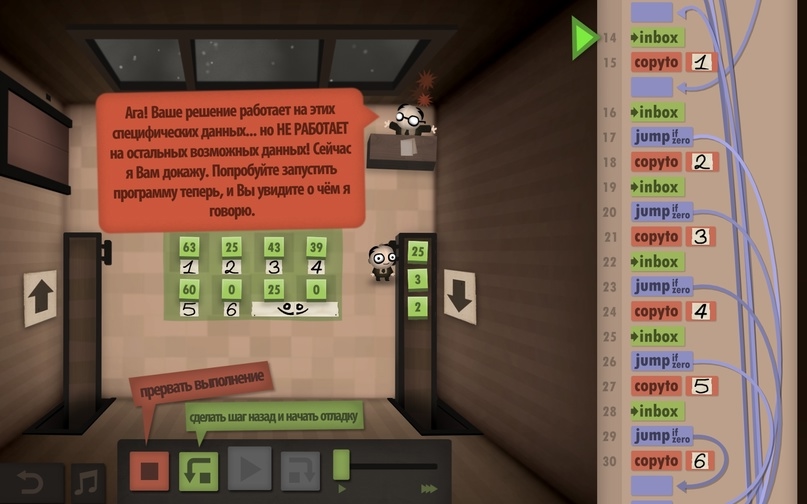 Ага! Ваше решение работает на этих
специфических данных... но НЕ РАБОТАЕТ
на остальных возможных данных! Сейчас
я Вам докажу. Попробуйте запустить
программу теперь, и Вы увидите о чём я
говорю.
63 25 43 39
1 2 3 4
60 0 25 0
5 6
25
3
2
прервать выполнение
сделать шаг назад и начать отладку
14 inbox
15 copyto 1
16 inbox
17 jump if zero
18 copyto 2
19 inbox
20 jump if zero
21 copyto 3
22 inbox
23 jump if zero
24 copyto 4
25 inbox
26 jump if zero
27 copyto 5
28 inbox
29 jump if zero
30 copyto 6